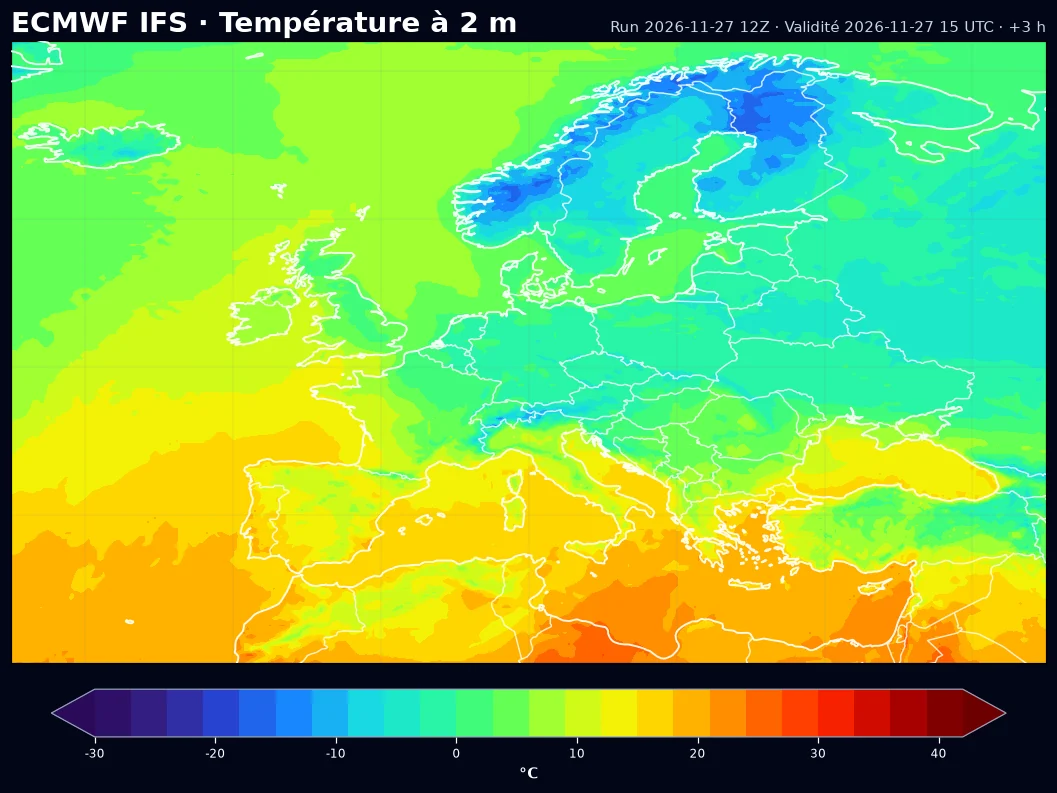 ECMWF IFS · Température à 2 m
Run 2026-11-27 12Z · Validité 2026-11-27 15 UTC · +3 h
-30 -20 -10 0 10 20 30 40
°C